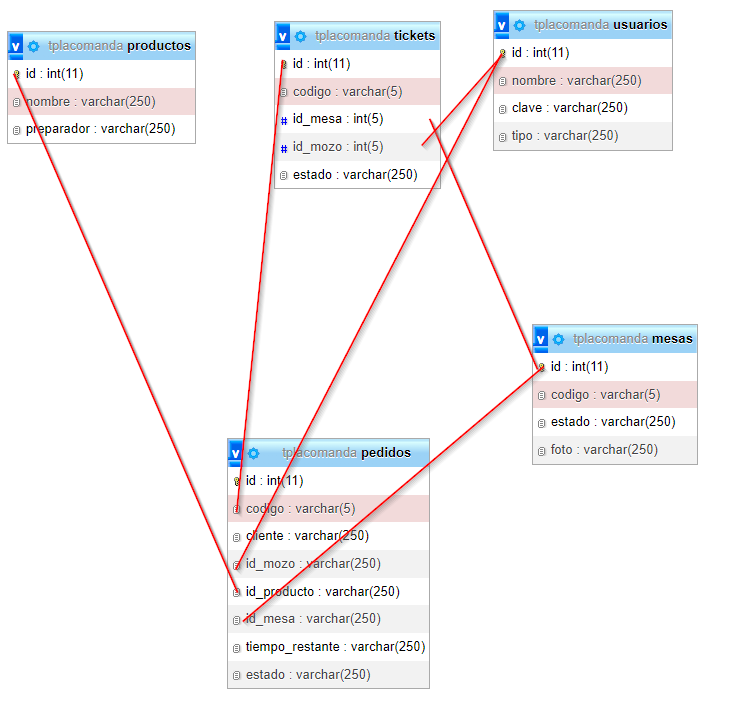 v tplacomanda productos
id : int(11)
nombre : varchar(250)
preparador : varchar(250)
v tplacomanda tickets
id : int(11)
codigo : varchar(5)
# id_mesa : int(5)
# id_mozo : int(5)
estado : varchar(250)
v tplacomanda usuarios
id : int(11)
nombre : varchar(250)
clave : varchar(250)
tipo : varchar(250)
v tplacomanda mesas
id : int(11)
codigo : varchar(5)
estado : varchar(250)
foto : varchar(250)
v tplacomanda pedidos
id : int(11)
codigo : varchar(5)
cliente : varchar(250)
id_mozo : varchar(250)
id_producto : varchar(250)
id_mesa : varchar(250)
tiempo_restante : varchar(250)
estado : varchar(250)